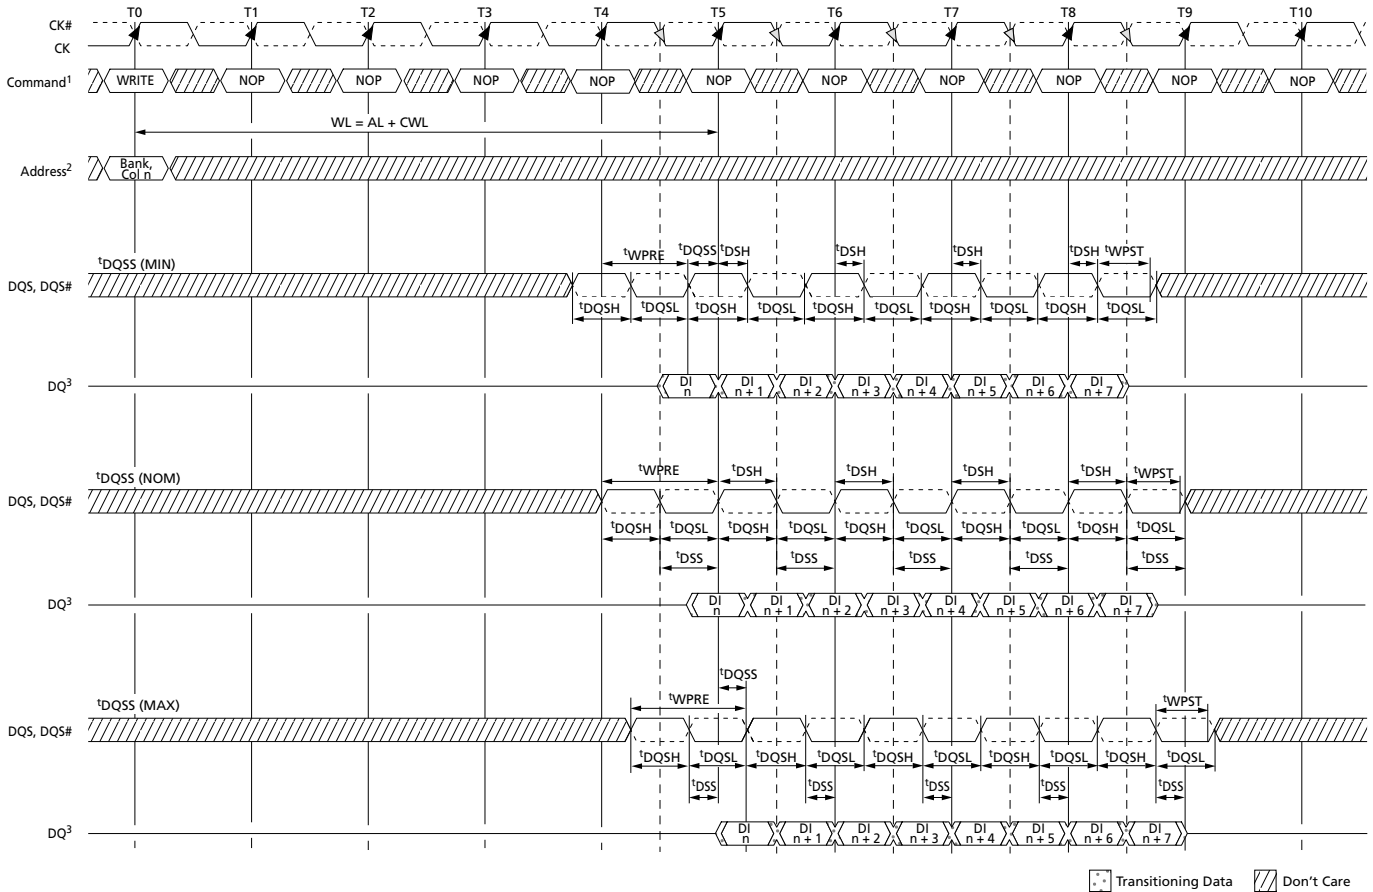 T0 T1 T2 T3 T4 T5 T6 T7 T8 T9 T10
CK#
CK
Command1 WRITE NOP NOP NOP NOP NOP NOP NOP NOP NOP NOP
WL = AL + CWL
Address2 Bank, Col n
tDQSS (MIN) tWPRE tDQSS tDSH tDSH tDSH tDSH tWPST
DQS, DQS#
tDQSH tDQSL tDQSH tDQSL tDQSH tDQSL tDQSH tDQSL tDQSH tDQSL
DQ3 DI n DI n + 1 DI n + 2 DI n + 3 DI n + 4 DI n + 5 DI n + 6 DI n + 7
tDQSS (NOM) tWPRE tDSH tDSH tDSH tDSH tWPST
DQS, DQS#
tDQSH tDQSL tDQSH tDQSL tDQSH tDQSL tDQSH tDQSL tDQSH tDQSL
tDSS tDSS tDSS tDSS tDSS
DQ3 DI n DI n + 1 DI n + 2 DI n + 3 DI n + 4 DI n + 5 DI n + 6 DI n + 7
tDQSS
tDQSS (MAX) tWPRE tWPST
DQS, DQS#
tDQSH tDQSL tDQSH tDQSL tDQSH tDQSL tDQSH tDQSL tDQSH tDQSL
tDSS tDSS tDSS tDSS tDSS
DQ3 DI n DI n + 1 DI n + 2 DI n + 3 DI n + 4 DI n + 5 DI n + 6 DI n + 7
Transitioning Data Don't Care